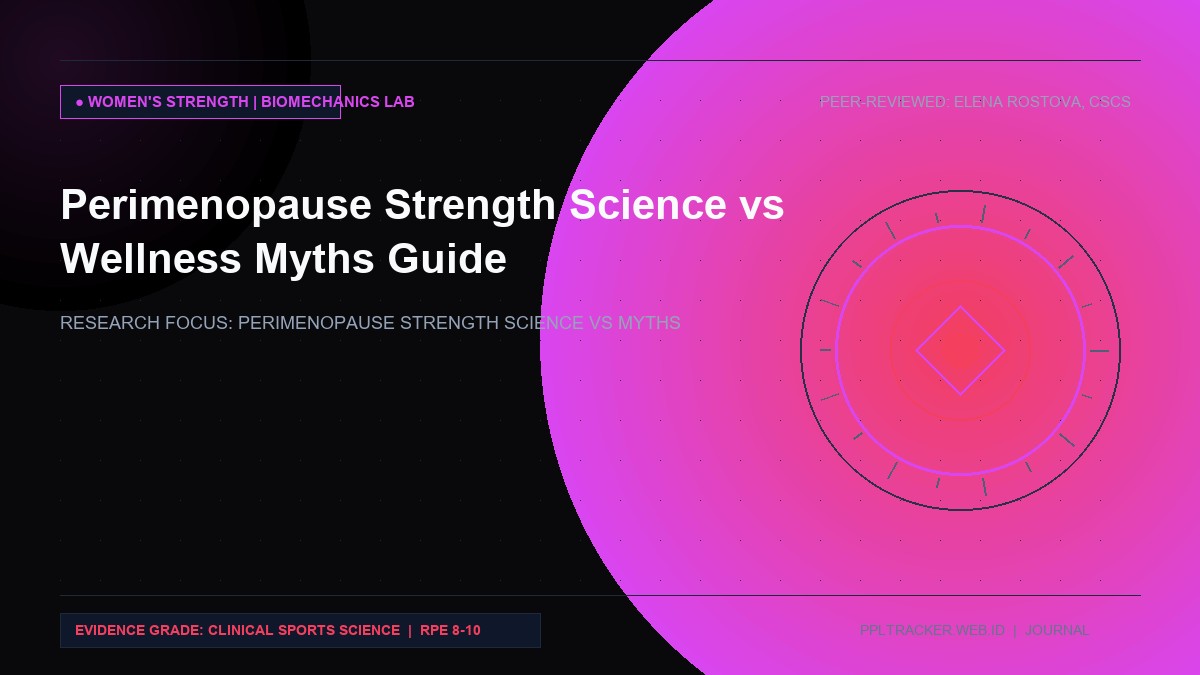 ● WOMEN'S STRENGTH | BIOMECHANICS LAB
PEER-REVIEWED: ELENA ROSTOVA, CSCS
Perimenopause Strength Science vs
Wellness Myths Guide
RESEARCH FOCUS: PERIMENOPAUSE STRENGTH SCIENCE VS MYTHS
EVIDENCE GRADE: CLINICAL SPORTS SCIENCE | RPE 8-10
PPLTRACKER.WEB.ID | JOURNAL